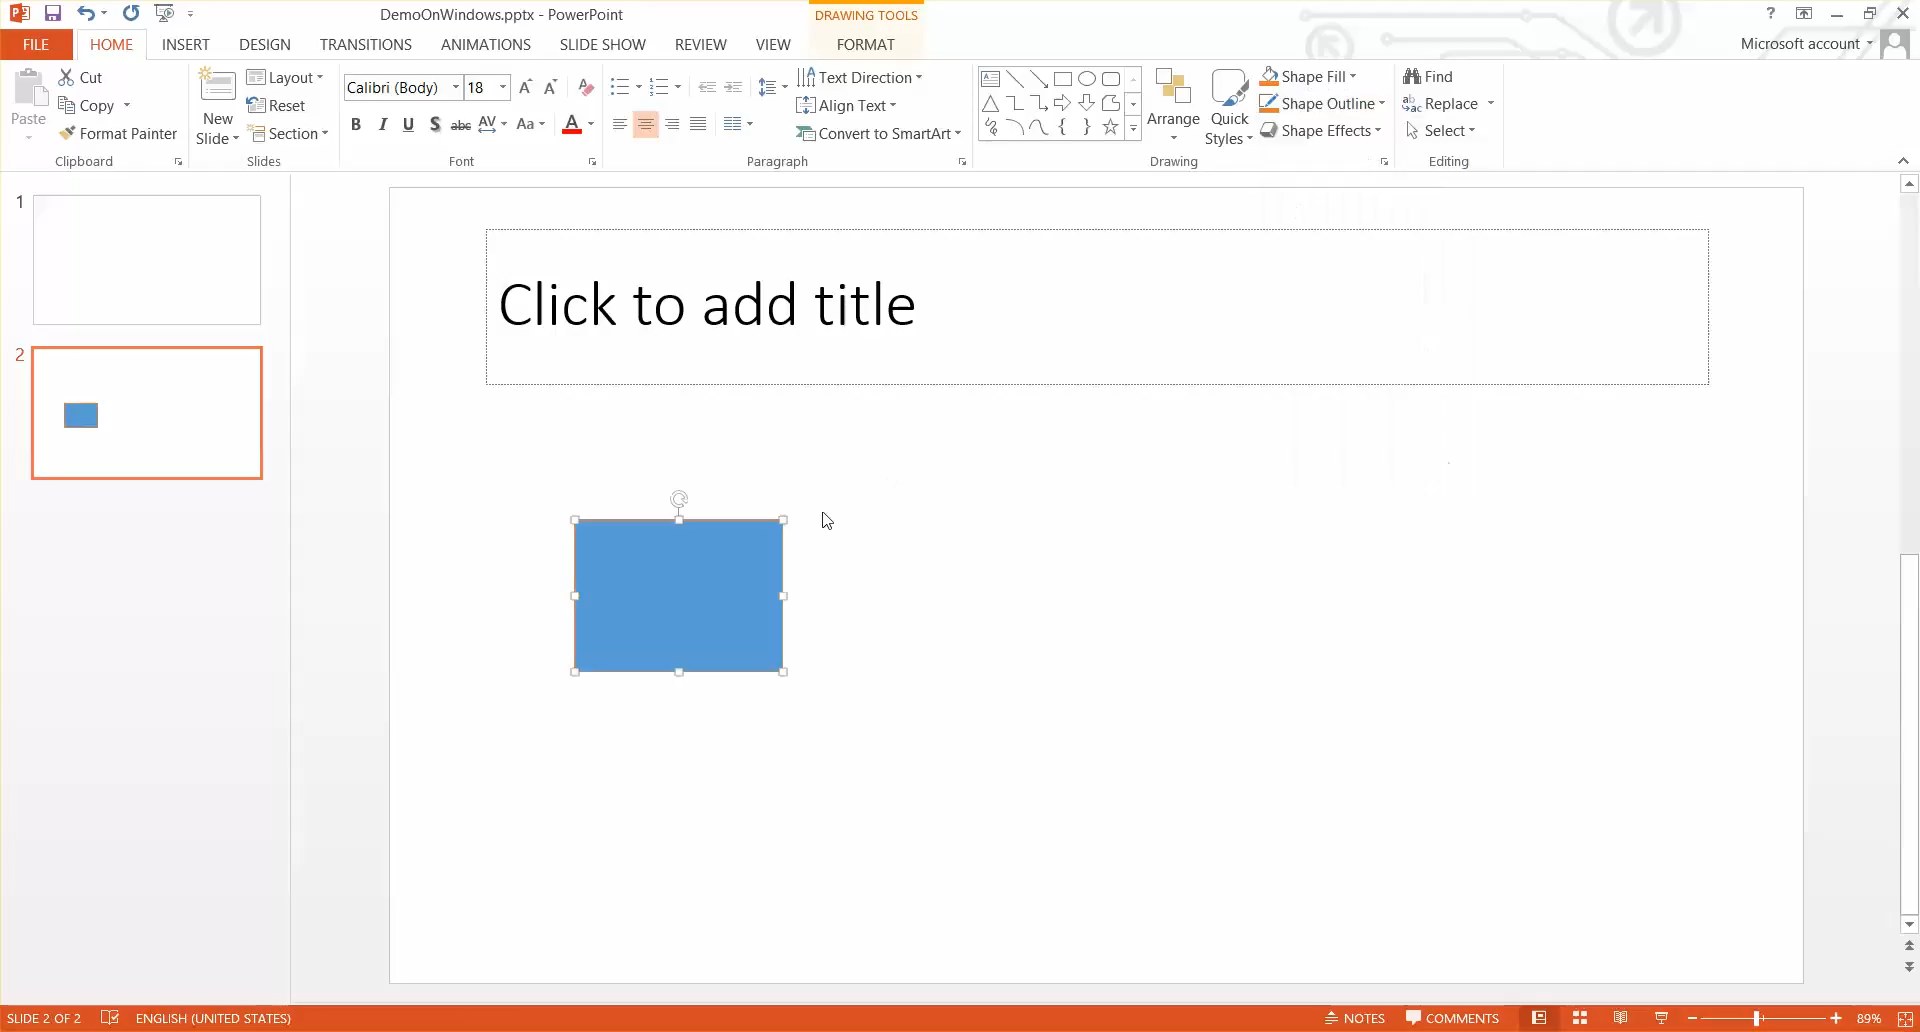 DemoOnWindows.pptx - PowerPoint
DRAWING TOOLS
?
FILE
HOME
INSERT
DESIGN
TRANSITIONS
ANIMATIONS
SLIDE SHOW
REVIEW
VIEW
FORMAT
Microsoft account
Paste
Cut
Copy
Format Painter
Clipboard
New
Slide
Layout
Reset
Section
Slides
Calibri (Body) 18
B I U S abc AV Aa A
Font
Text Direction
Align Text
Convert to SmartArt
Paragraph
Arrange
Quick
Styles
Shape Fill
Shape Outline
Shape Effects
Drawing
Find
Replace
Select
Editing
1
2
Click to add title
SLIDE 2 OF 2
ENGLISH (UNITED STATES)
NOTES
COMMENTS
89%